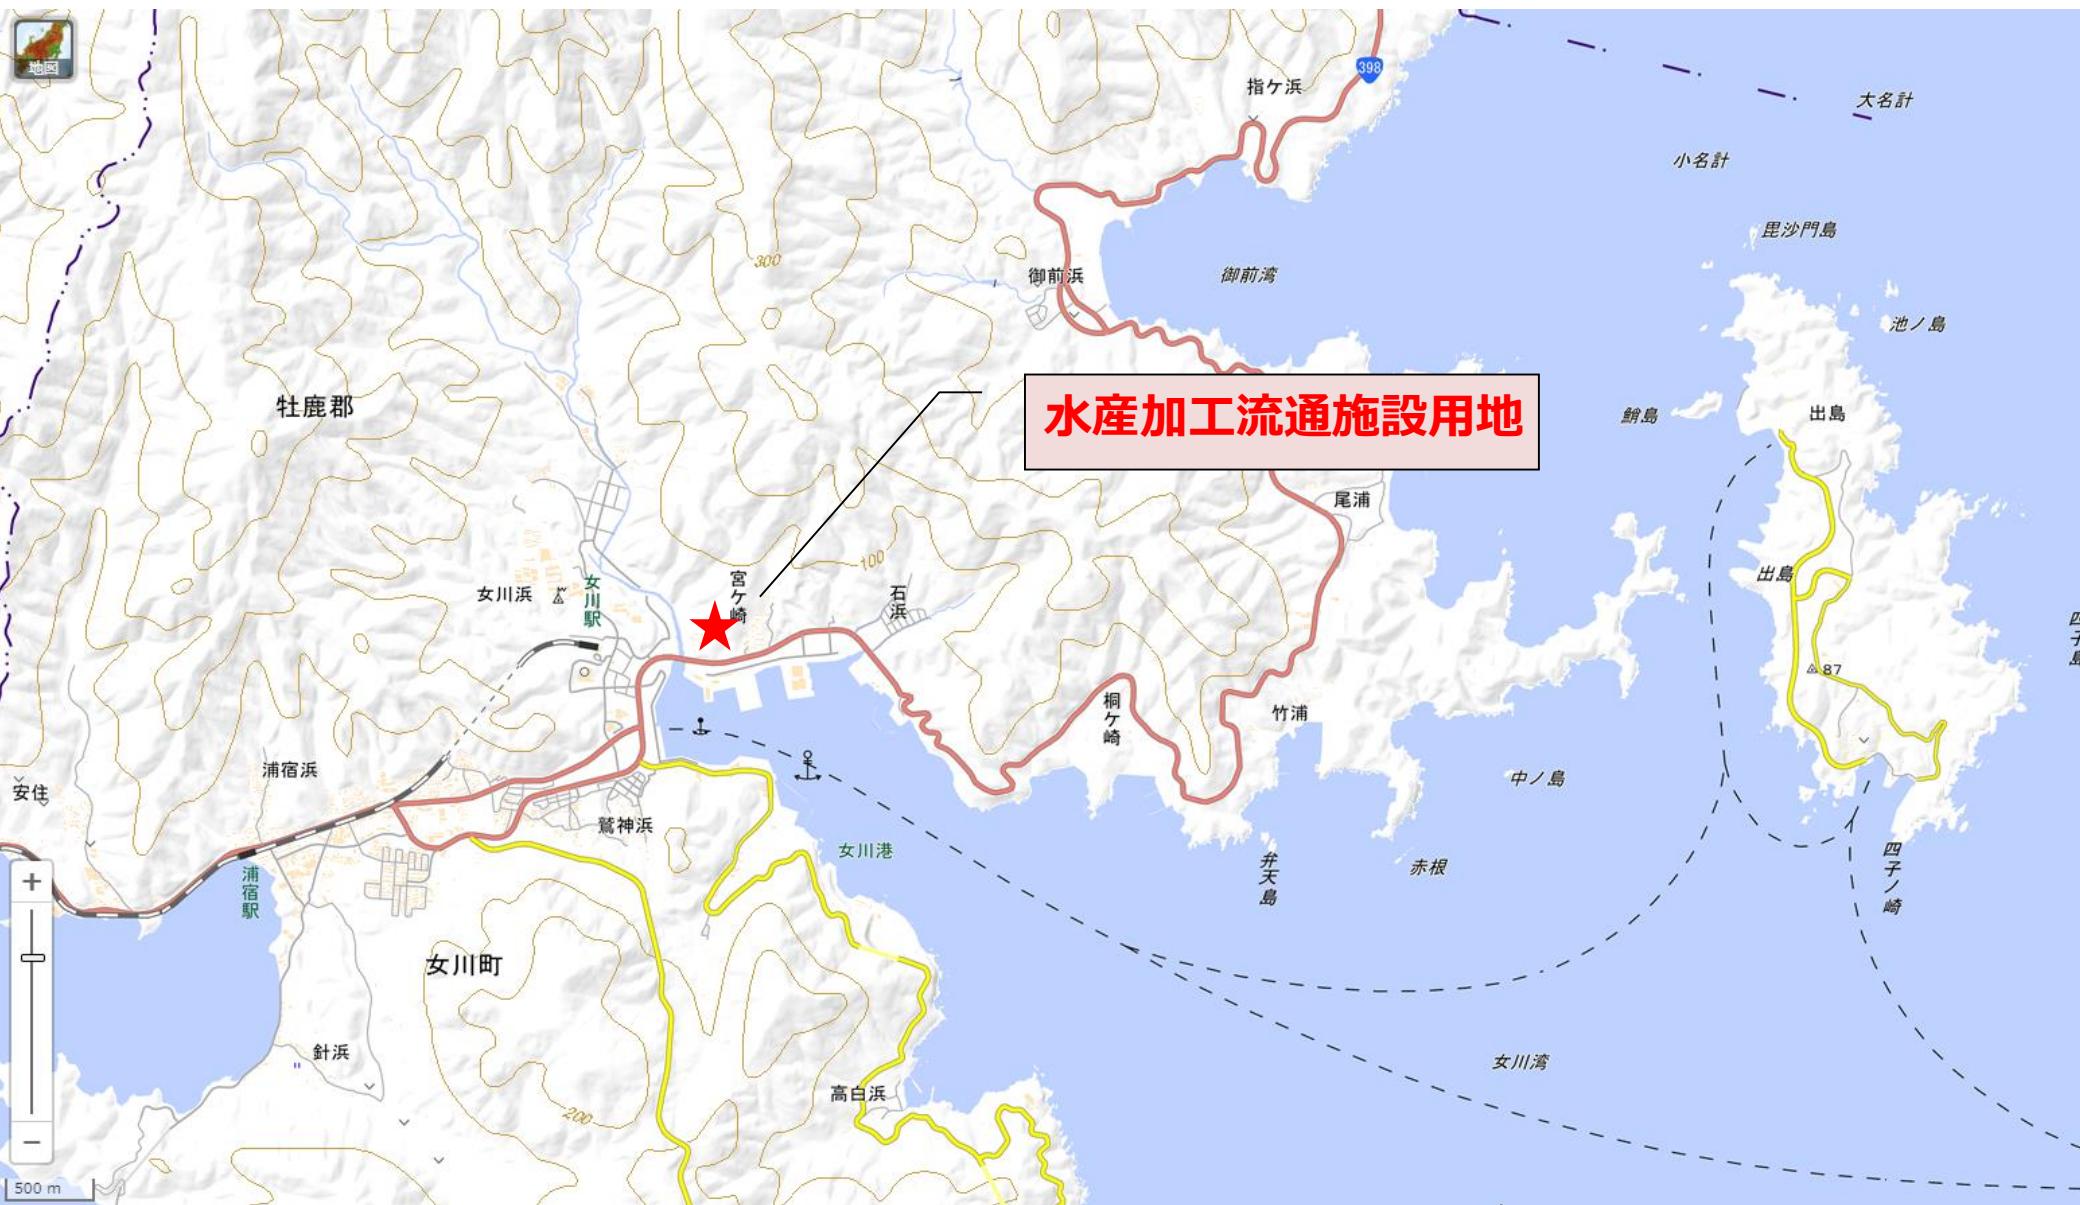 地図
398
指ケ浜
大名計
小名計
毘沙門島
300
御前浜
御前湾
池ノ島
牡鹿郡
水産加工流通施設用地
鮹島
出島
尾浦
100
宮ケ崎
石浜
女川浜
女川駅
出島
四子島
87
桐ケ崎
竹浦
浦宿浜
中ノ島
安住
鷲神浜
女川港
弁天島
赤根
四子ノ崎
浦宿駅
+
女川町
針浜
女川湾
高白浜
200
−
500 m